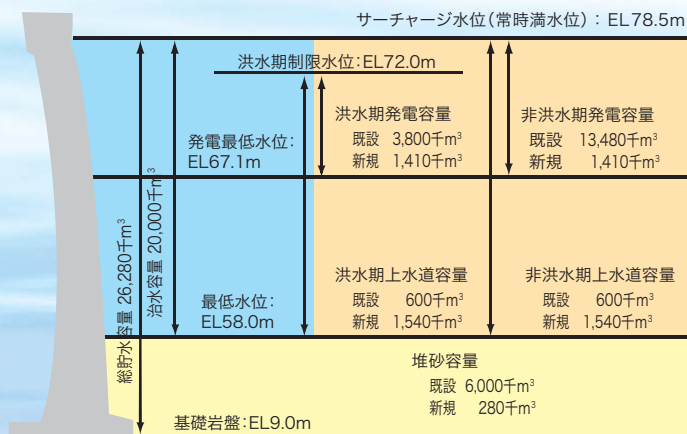 サーチャージ水位(常時満水位)：EL78.5m
洪水期制限水位:EL72.0m
洪水期発電容量
既設 3,800千m³
新規 1,410千m³
非洪水期発電容量
既設 13,480千m³
新規 1,410千m³
発電最低水位:
EL67.1m
総貯水容量 26,280千m³
治水容量 20,000千m³
最低水位:
EL58.0m
洪水期上水道容量
既設 600千m³
新規 1,540千m³
非洪水期上水道容量
既設 600千m³
新規 1,540千m³
堆砂容量
既設 6,000千m³
新規 280千m³
基礎岩盤:EL9.0m